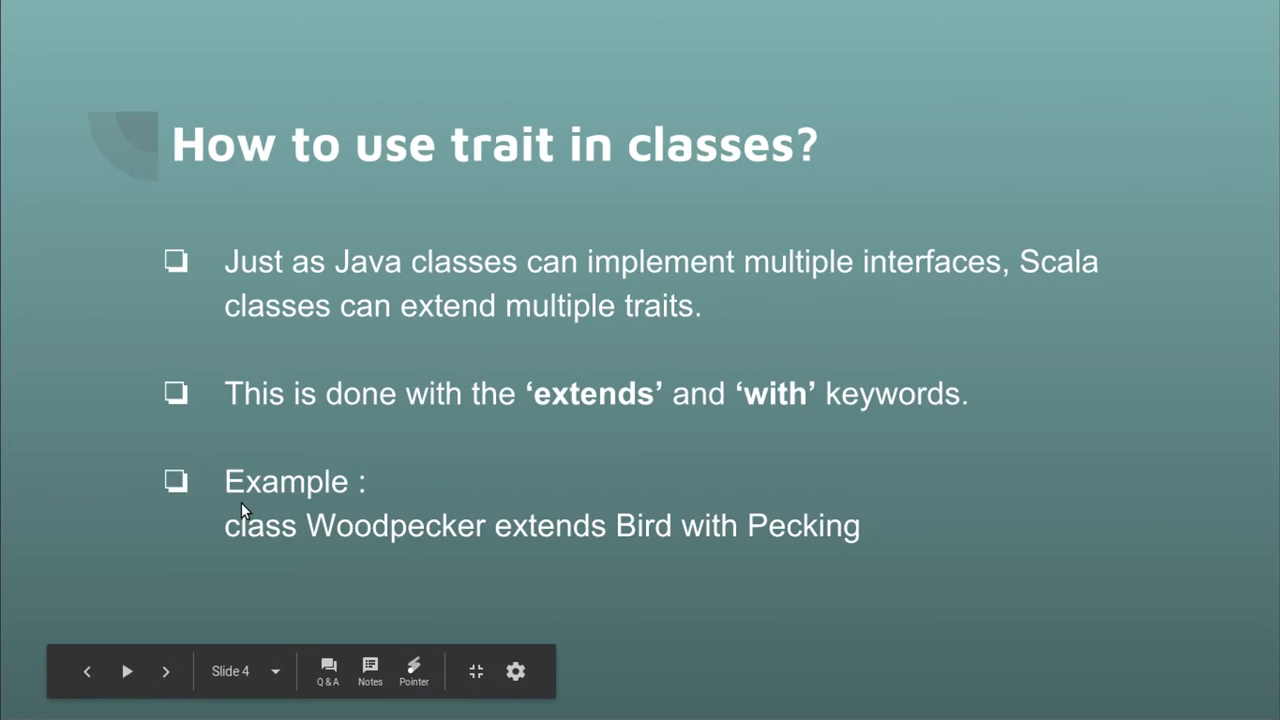 How to use trait in classes?
Just as Java classes can implement multiple interfaces, Scala
classes can extend multiple traits.
This is done with the ‘extends’ and ‘with’ keywords.
Example :
class Woodpecker extends Bird with Pecking
Slide 4
Q & A
Notes
Pointer